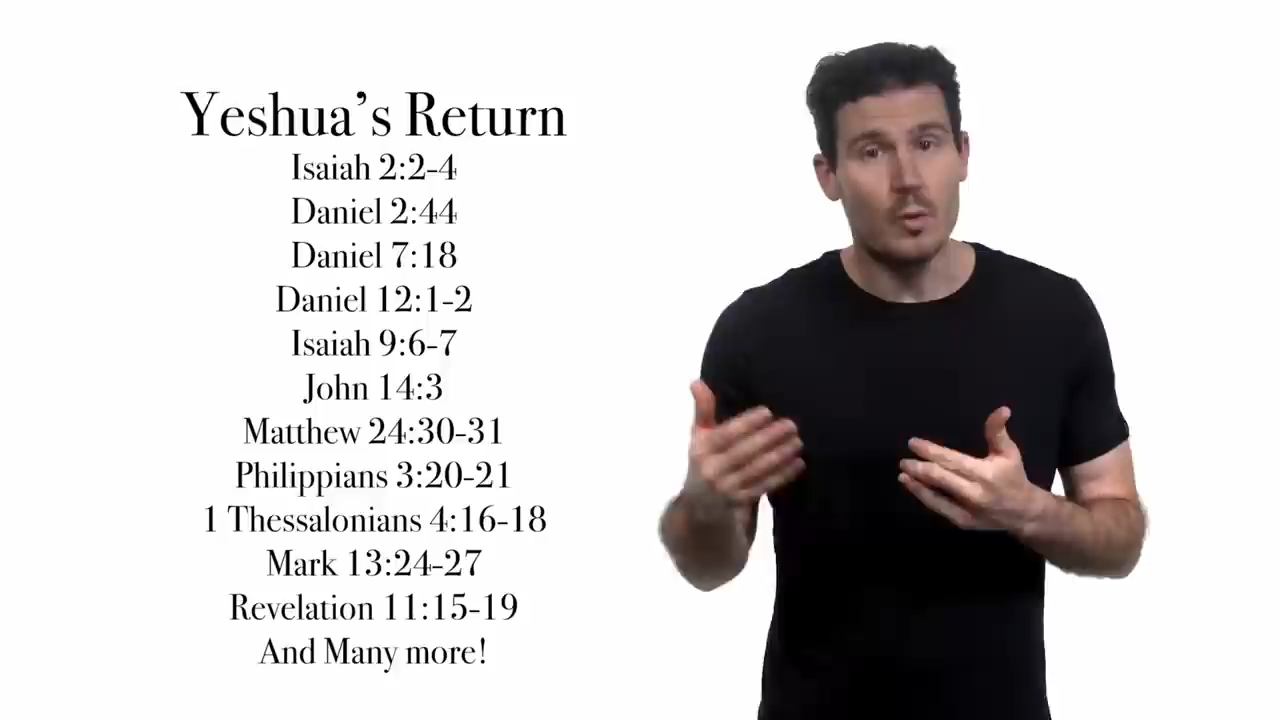 Yeshua’s Return
Isaiah 2:2-4
Daniel 2:44
Daniel 7:18
Daniel 12:1-2
Isaiah 9:6-7
John 14:3
Matthew 24:30-31
Philippians 3:20-21
1 Thessalonians 4:16-18
Mark 13:24-27
Revelation 11:15-19
And Many more!